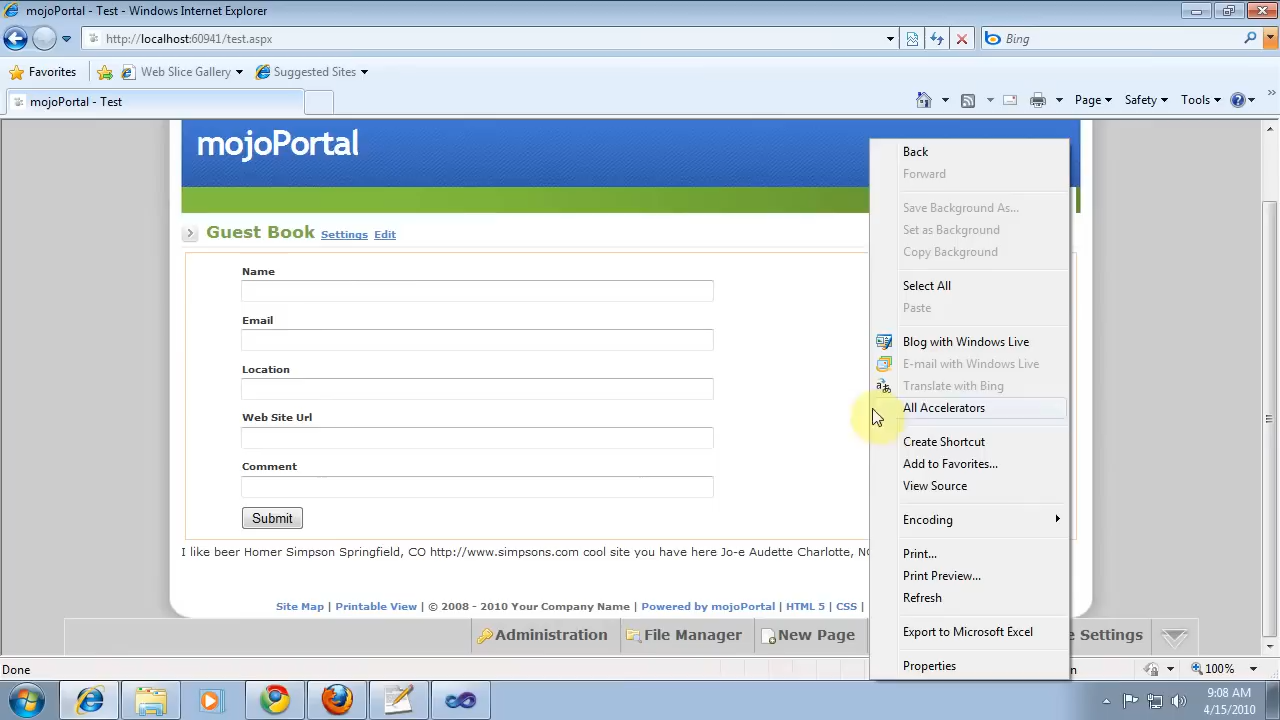 mojoPortal - Test - Windows Internet Explorer
http://localhost:60941/test.aspx
Bing
Favorites
Web Slice Gallery
Suggested Sites
mojoPortal - Test
Page
Safety
Tools
mojoPortal
Guest Book Settings Edit
Name
Email
Location
Web Site Url
Comment
Submit
I like beer Homer Simpson Springfield, CO http://www.simpsons.com cool site you have here Jo-e Audette Charlotte,
Site Map | Printable View | © 2008 - 2010 Your Company Name | Powered by mojoPortal | HTML 5 | CSS |
Administration
File Manager
New Page
Settings
Back
Forward
Save Background As...
Set as Background
Copy Background
Select All
Paste
Blog with Windows Live
E-mail with Windows Live
Translate with Bing
All Accelerators
Create Shortcut
Add to Favorites...
View Source
Encoding
Print...
Print Preview...
Refresh
Export to Microsoft Excel
Properties
Done
100%
9:08 AM
4/15/2010